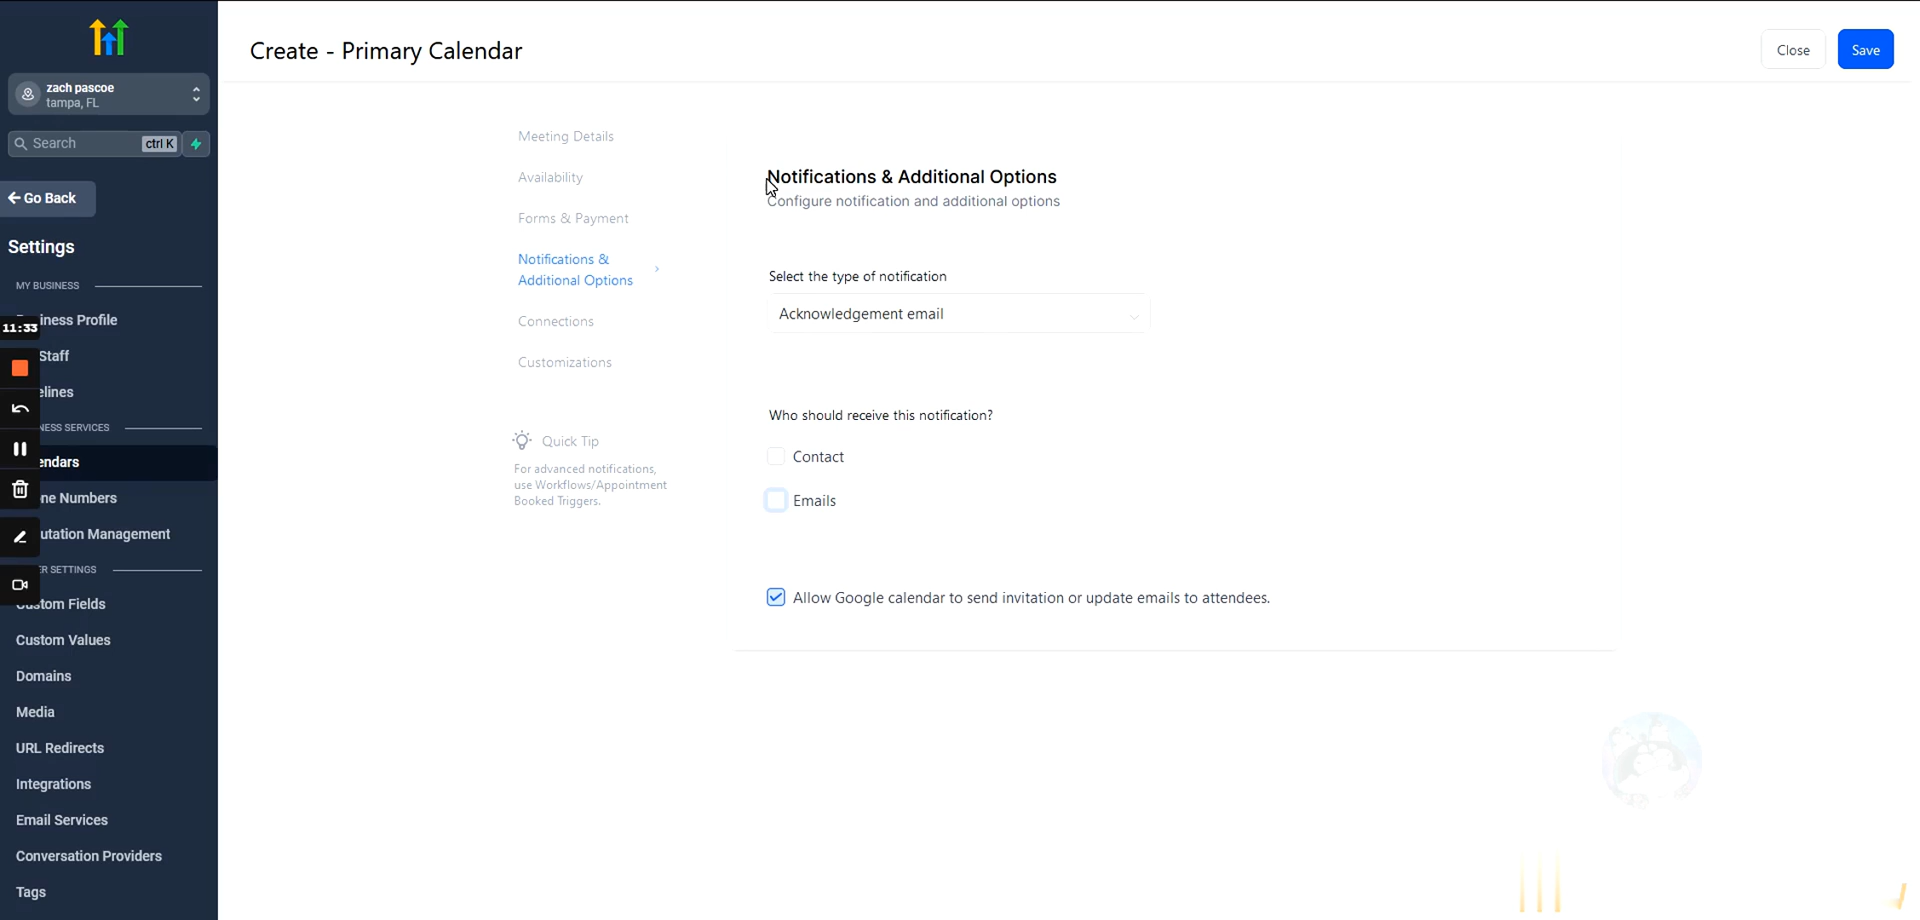 Create - Primary Calendar
Close
Save
zach pascoe
tampa, FL
Search
ctrl K
Go Back
Settings
MY BUSINESS
iness Profile
11:33
Staff
elines
NESS SERVICES
endars
ne Numbers
utation Management
ER SETTINGS
ustom Fields
Custom Values
Domains
Media
URL Redirects
Integrations
Email Services
Conversation Providers
Tags
Meeting Details
Availability
Forms & Payment
Notifications &
Additional Options
Connections
Customizations
Quick Tip
For advanced notifications,
use Workflows/Appointment
Booked Triggers.
Notifications & Additional Options
Configure notification and additional options
Select the type of notification
Acknowledgement email
Who should receive this notification?
Contact
Emails
Allow Google calendar to send invitation or update emails to attendees.